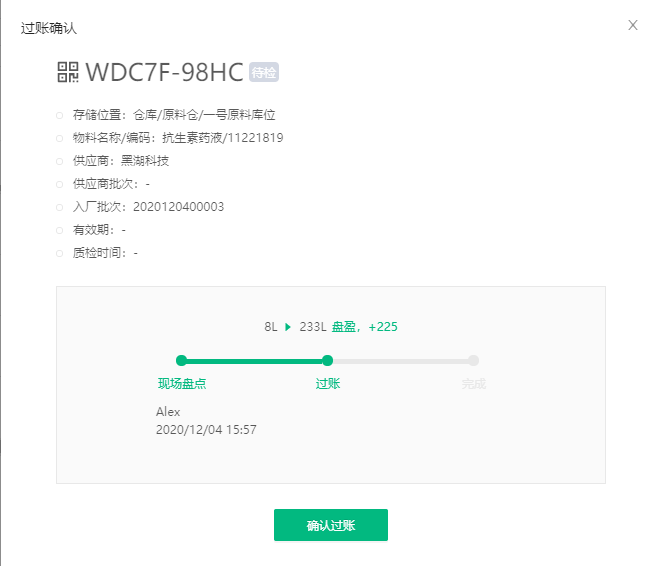 过账确认
WDC7F-98HC 待检
存储位置：仓库/原料仓/一号原料库位
物料名称/编码：抗生素药液/11221819
供应商：黑湖科技
供应商批次：-
入厂批次：2020120400003
有效期：-
质检时间：-
8L 233L 盘盈，+225
现场盘点 过账 完成
Alex
2020/12/04 15:57
确认过账